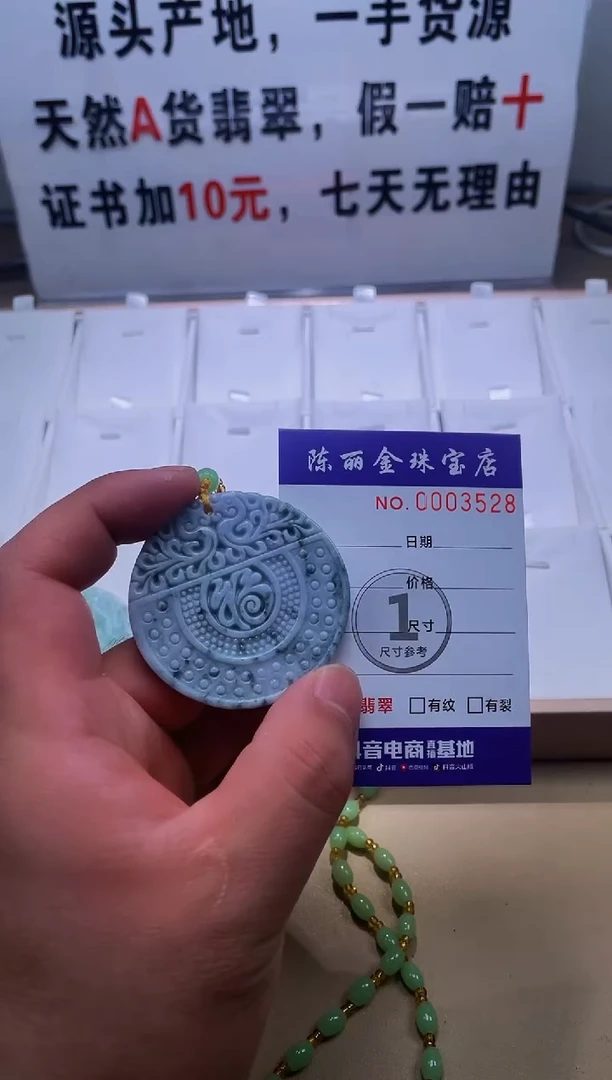 源头产地，一手货源
天然A货翡翠，假一赔十
证书加10元，七天无理由
陈丽金珠宝店
NO. 0003528
日期
价格
1
尺寸
尺寸参考
翡翠 有纹 有裂
音电商直播基地